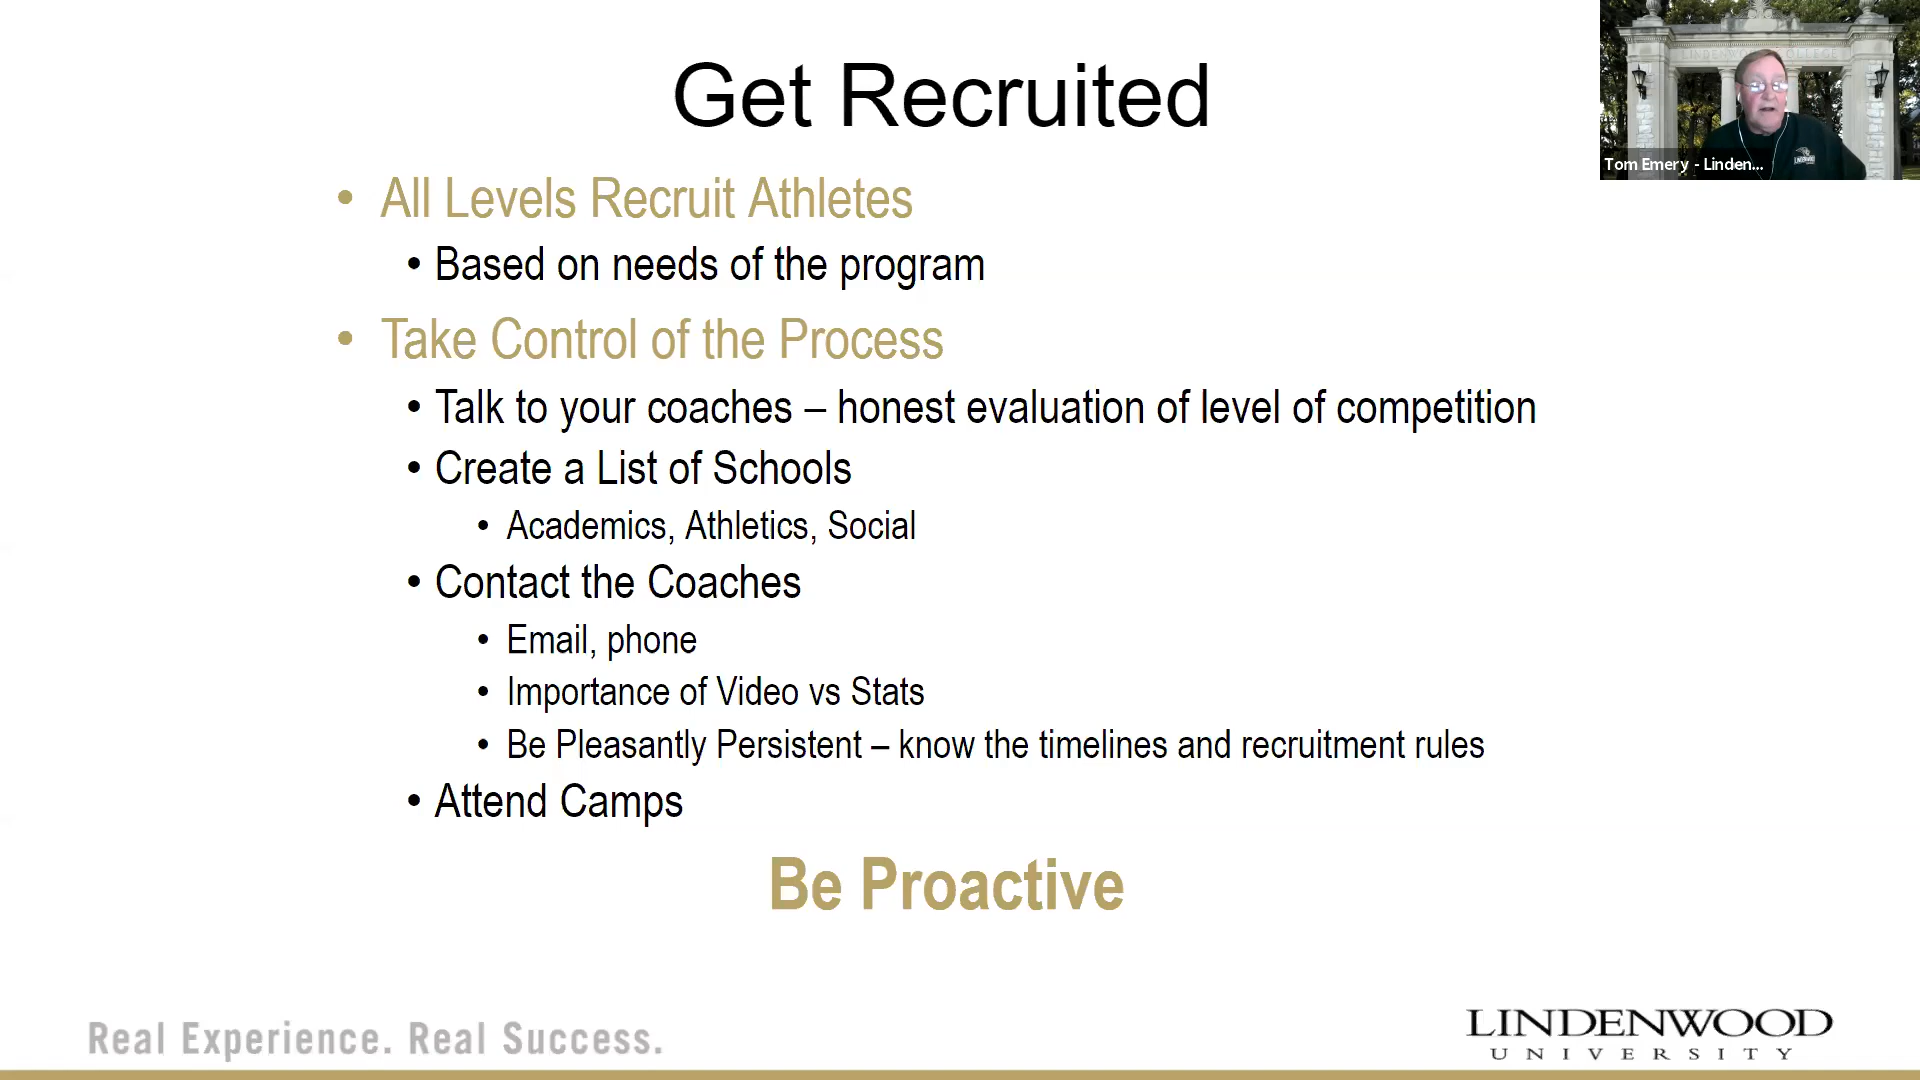 Get Recruited
• All Levels Recruit Athletes
• Based on needs of the program
• Take Control of the Process
• Talk to your coaches – honest evaluation of level of competition
• Create a List of Schools
• Academics, Athletics, Social
• Contact the Coaches
• Email, phone
• Importance of Video vs Stats
• Be Pleasantly Persistent – know the timelines and recruitment rules
• Attend Camps
Be Proactive
Real Experience. Real Success.
LINDENWOOD
UNIVERSITY
LINDENWOOD COLLEGE
LINDENWOOD
Tom Emery - Linden...